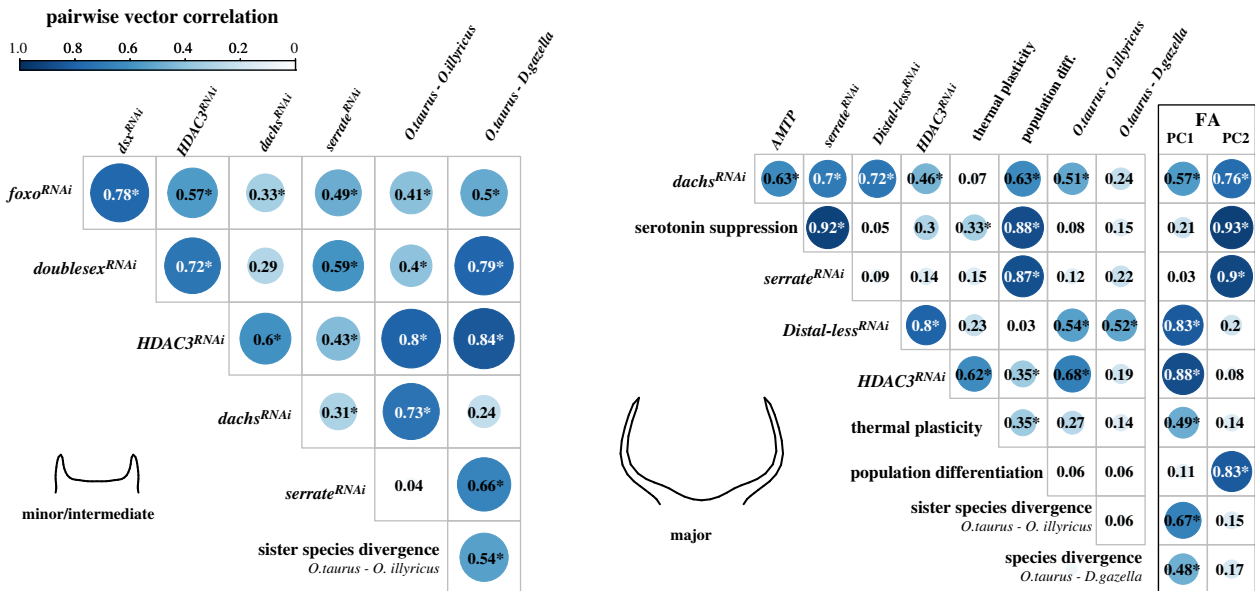 pairwise vector correlation
1.0 0.8 0.6 0.4 0.2 0
dsxRNAi HDAC3RNAi dachsRNAi serrateRNAi O.taurus - O.illyricus O.taurus - D.gazella
foxoRNAi 0.78* 0.57* 0.33* 0.49* 0.41* 0.5*
doublesexRNAi 0.72* 0.29 0.59* 0.4* 0.79*
HDAC3RNAi 0.6* 0.43* 0.8* 0.84*
dachsRNAi 0.31* 0.73* 0.24
serrateRNAi 0.04 0.66*
sister species divergence
O.taurus - O. illyricus
0.54*
minor/intermediate
AMTP serrateRNAi Distal-lessRNAi HDAC3RNAi thermal plasticity population diff. O.taurus - O.illyricus O.taurus - D.gazella
FA
PC1 PC2
dachsRNAi 0.63* 0.7* 0.72* 0.46* 0.07 0.63* 0.51* 0.24 0.57* 0.76*
serotonin suppression 0.92* 0.05 0.3 0.33* 0.88* 0.08 0.15 0.21 0.93*
serrateRNAi 0.09 0.14 0.15 0.87* 0.12 0.22 0.03 0.9*
Distal-lessRNAi 0.8* 0.23 0.03 0.54* 0.52* 0.83* 0.2
HDAC3RNAi 0.62* 0.35* 0.68* 0.19 0.88* 0.08
thermal plasticity 0.35* 0.27 0.14 0.49* 0.14
population differentiation 0.06 0.06 0.11 0.83*
sister species divergence
O.taurus - O. illyricus
0.06 0.67* 0.15
species divergence
O.taurus - D.gazella
0.48* 0.17
major